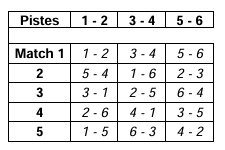 Pistes 1 - 2 3 - 4 5 - 6
Match 1 1 - 2 3 - 4 5 - 6
2 5 - 4 1 - 6 2 - 3
3 3 - 1 2 - 5 6 - 4
4 2 - 6 4 - 1 3 - 5
5 1 - 5 6 - 3 4 - 2